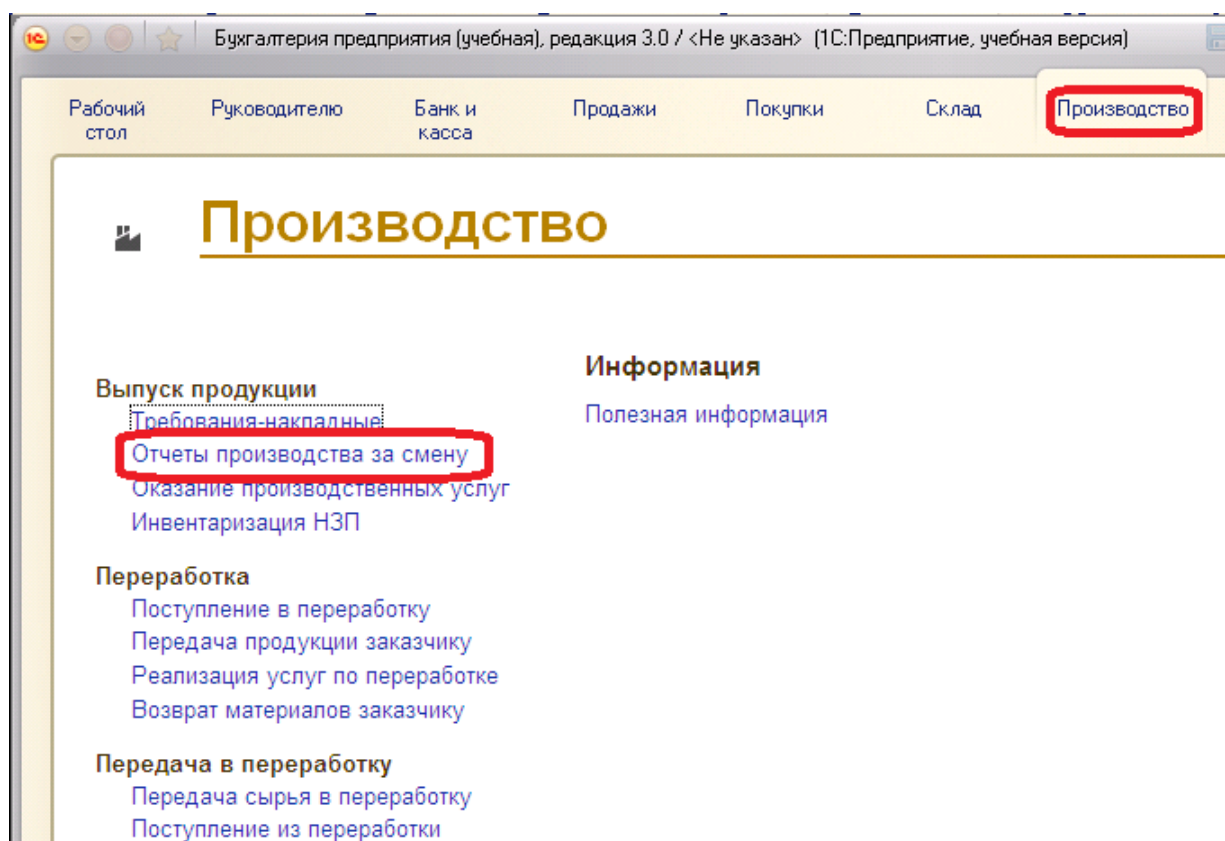 Бухгалтерия предприятия (учебная), редакция 3.0 / <Не указан> (1С:Предприятие, учебная версия)
Рабочий стол
Руководителю
Банк и касса
Продажи
Покупки
Склад
Производство
Производство
Выпуск продукции
Требования-накладные
Отчеты производства за смену
Оказание производственных услуг
Инвентаризация НЗП
Переработка
Поступление в переработку
Передача продукции заказчику
Реализация услуг по переработке
Возврат материалов заказчику
Передача в переработку
Передача сырья в переработку
Поступление из переработки
Информация
Полезная информация